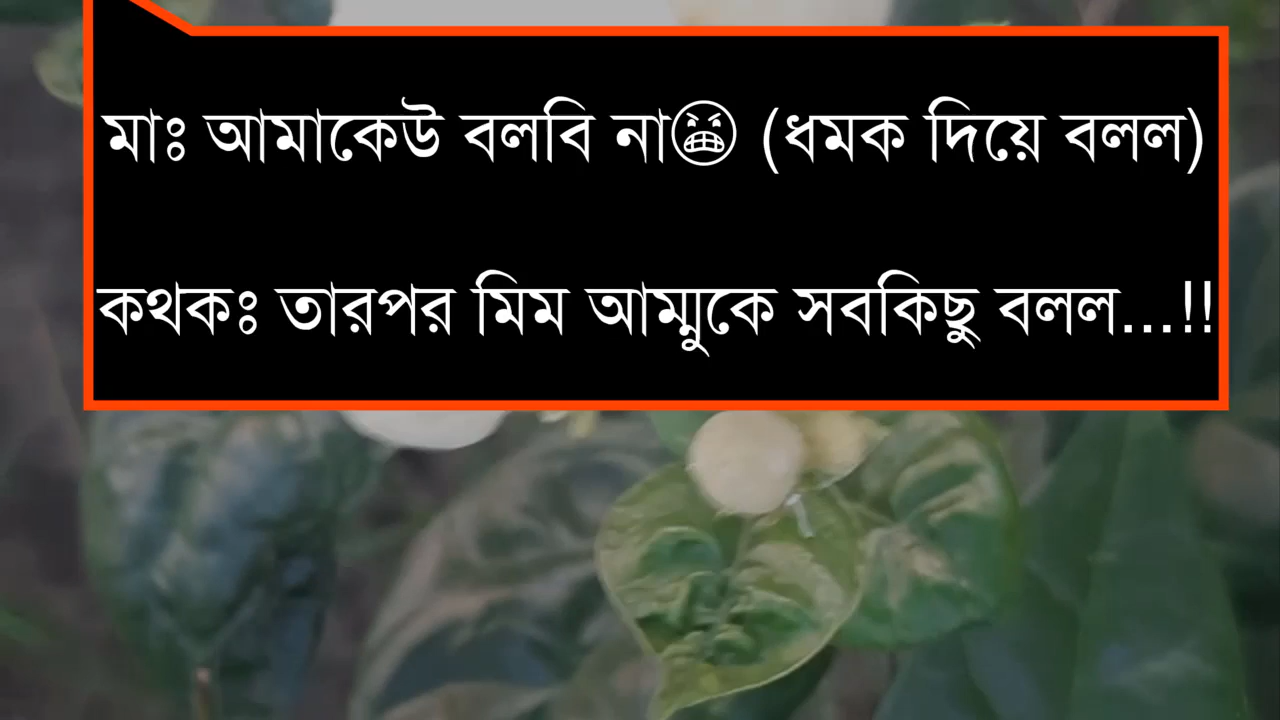 মাঃ আমাকেউ বলবি না😬 (ধমক দিয়ে বলল)
কথকঃ তারপর মিম আম্মুকে সবকিছু বলল...!!